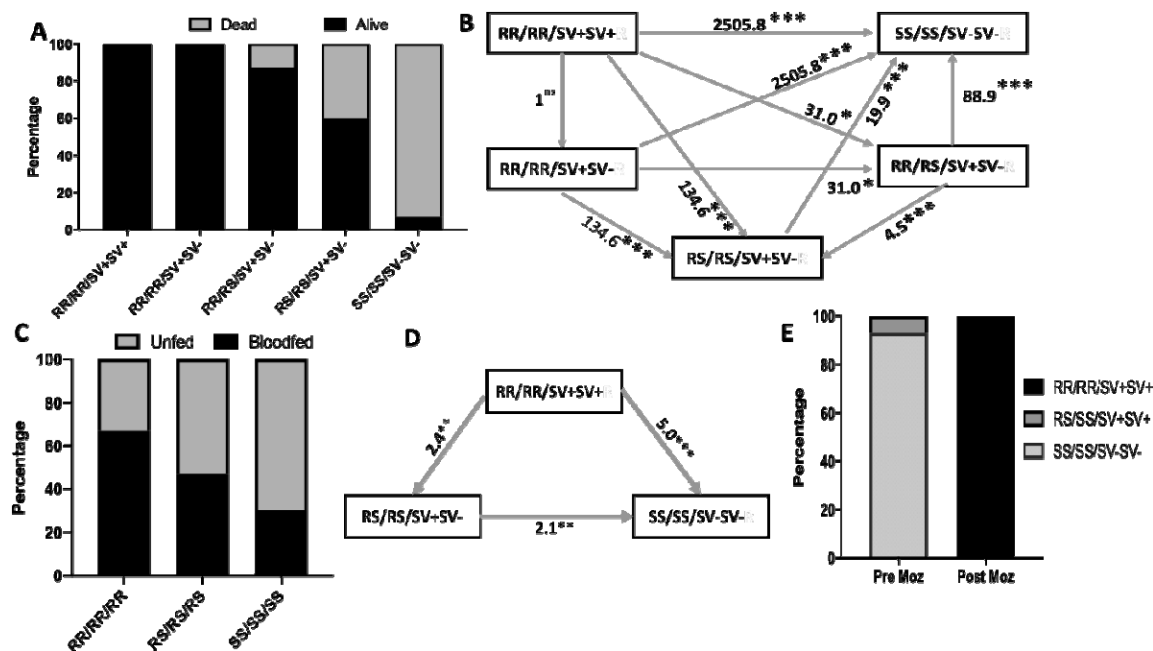 A
Dead
Alive
Percentage
100
80
60
40
20
0
RR/RR/SV+SV+
RR/RR/SV+SV-
RR/RS/SV+SV-
RS/RS/SV+SV-
SS/SS/SV-SV-
B
RR/RR/SV+SV+R
2505.8 ***
SS/SS/SV-SV-R
1
2505.8***
31.0 *
19.9 ***
88.9 ***
RR/RR/SV+SV-R
31.0 *
RR/RS/SV+SV-R
134.6 ***
134.6 ***
4.5***
RS/RS/SV+SV-R
C
Unfed
Bloodfed
Percentage
100
80
60
40
20
0
RR/RR/RR
RS/RS/RS
SS/SS/SS
D
RR/RR/SV+SV+R
2.4**
5.0***
RS/RS/SV+SV-
2.1**
SS/SS/SV-SV-R
E
Percentage
100
80
60
40
20
0
Pre Moz
Post Moz
RR/RR/SV+SV+
RS/SS/SV+SV+
SS/SS/SV-SV-